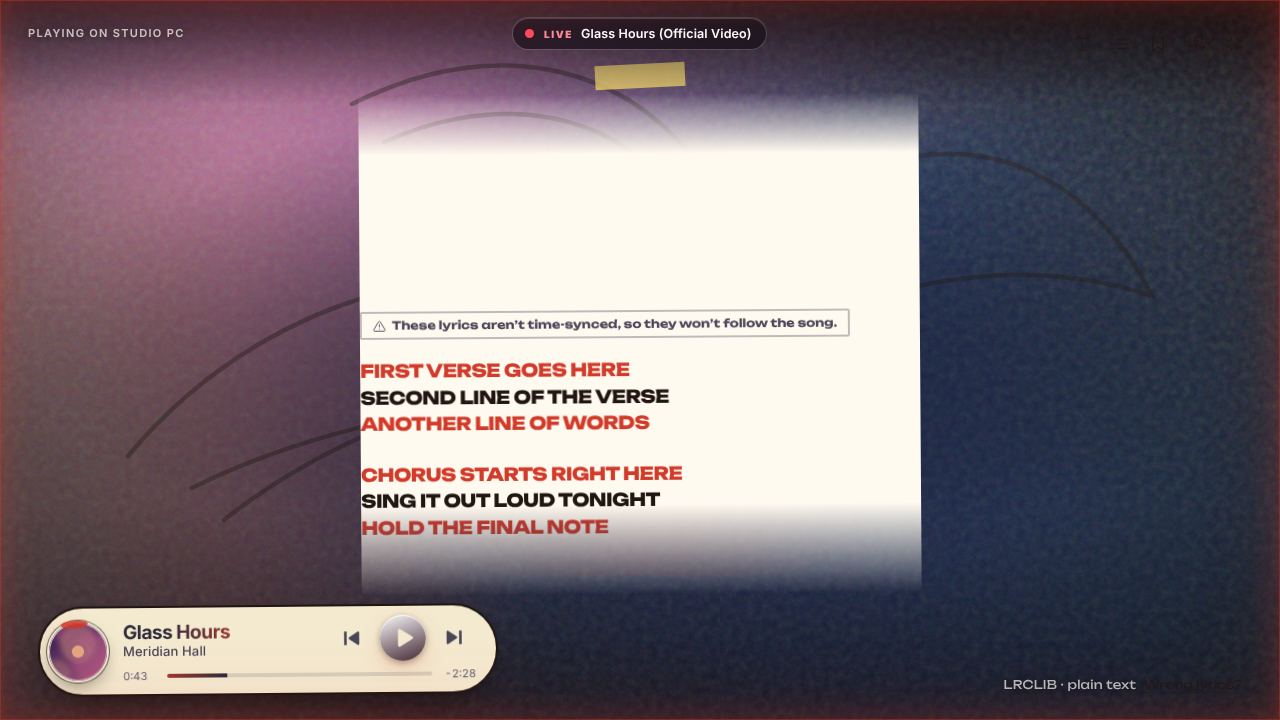 PLAYING ON STUDIO PC
LIVE Glass Hours (Official Video)
These lyrics aren't time-synced, so they won't follow the song.
FIRST VERSE GOES HERE
SECOND LINE OF THE VERSE
ANOTHER LINE OF WORDS
CHORUS STARTS RIGHT HERE
SING IT OUT LOUD TONIGHT
HOLD THE FINAL NOTE
Glass Hours
Meridian Hall
0:43
-2:28
LRCLIB · plain text Wrong lyrics?